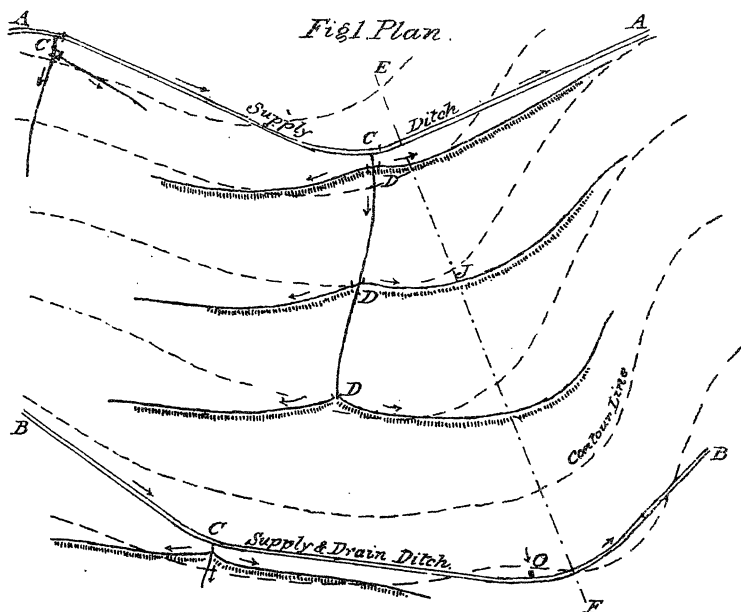 Fig 1. Plan.
A
A
C
E
Supply
Ditch
C
D
J
D
D
B
Contour Line
B
C
Supply & Drain Ditch.
O
F